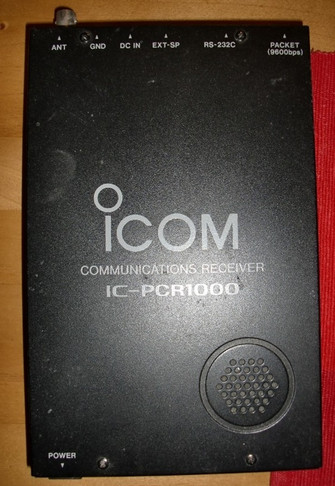 ANT GND DC IN EXT-SP RS-232C PACKET
(9600bps)
ICOM
COMMUNICATIONS RECEIVER
IC-PCR1000
POWER